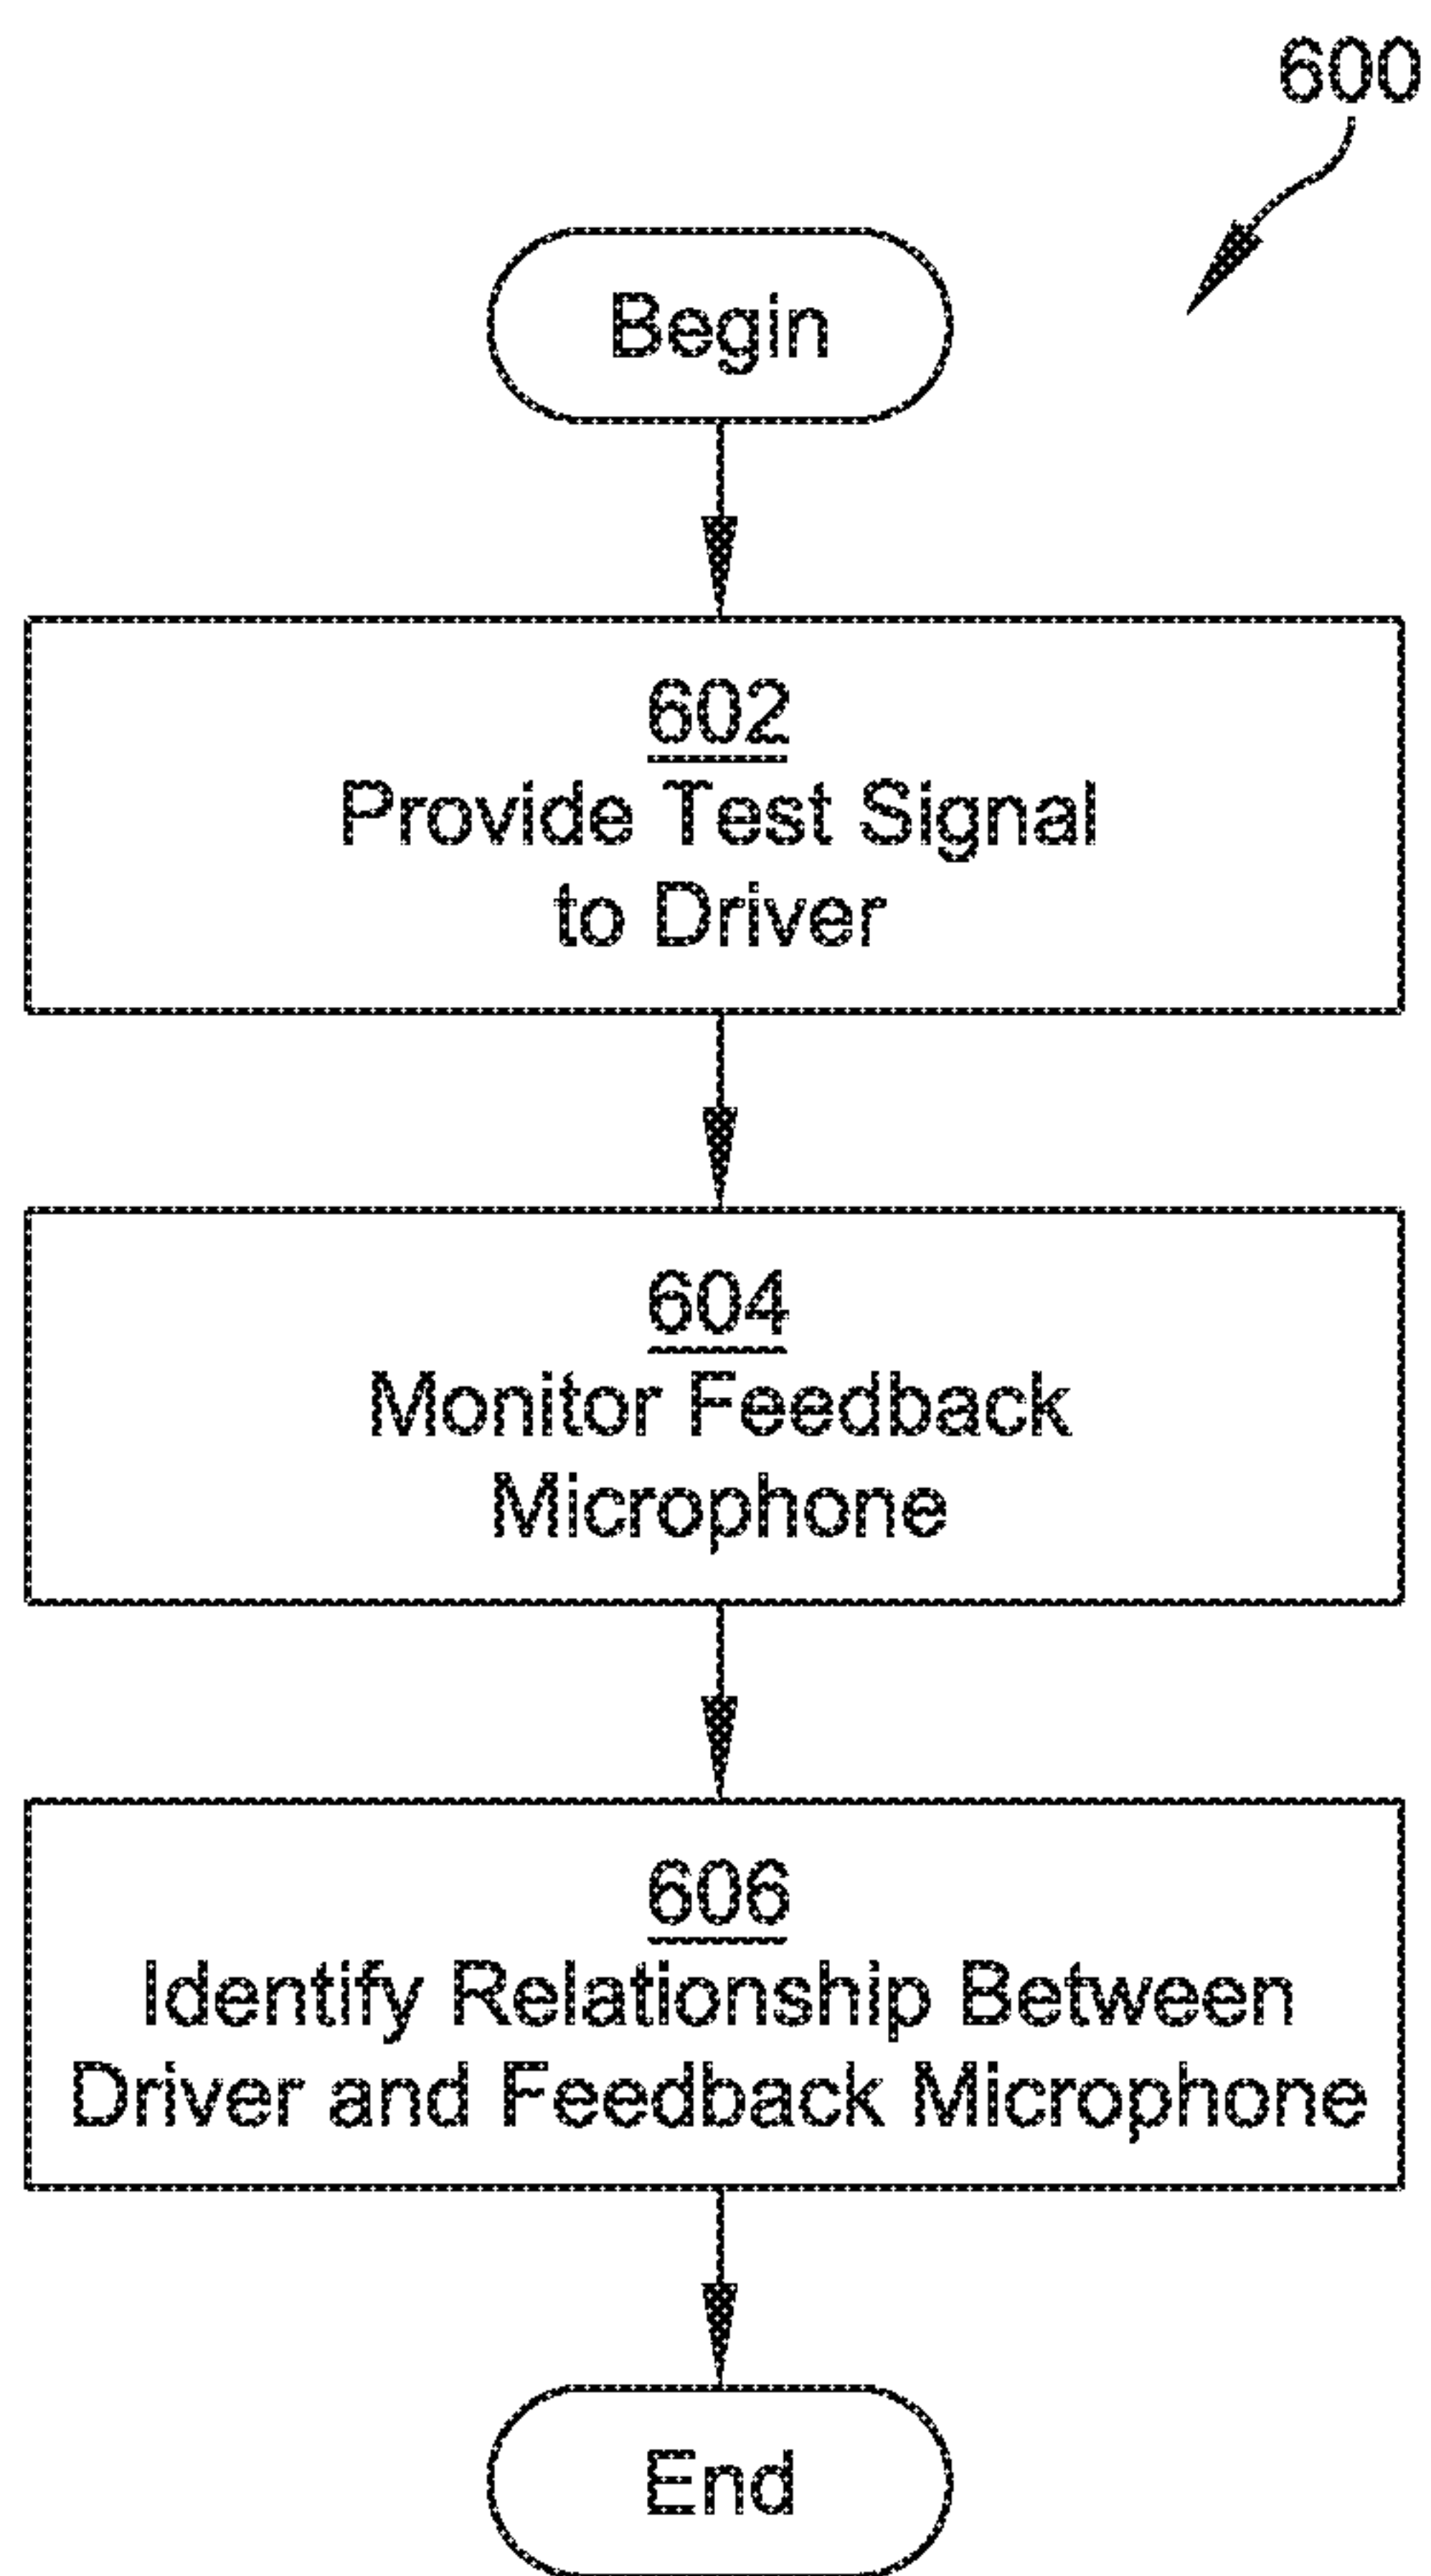 600
Begin
602
Provide Test Signal
to Driver
604
Monitor Feedback
Microphone
606
Identify Relationship Between
Driver and Feedback Microphone
End